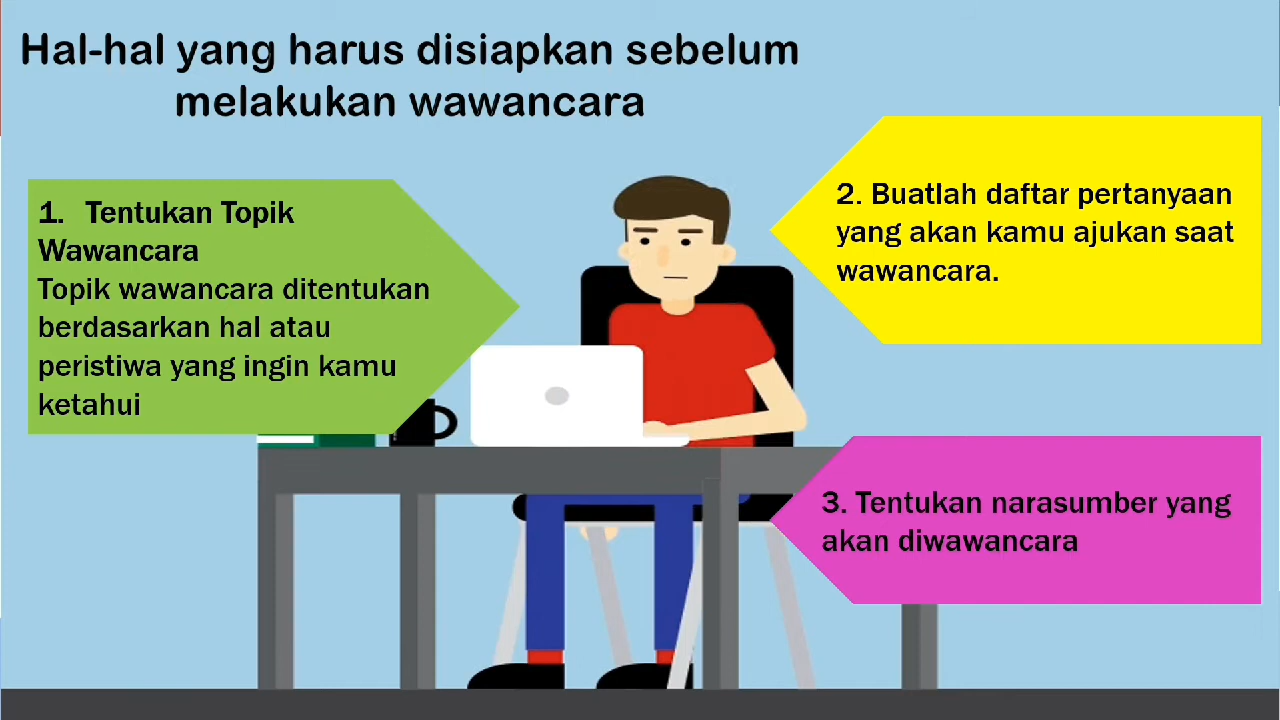 Hal-hal yang harus disiapkan sebelum
melakukan wawancara
1. Tentukan Topik
Wawancara
Topik wawancara ditentukan
berdasarkan hal atau
peristiwa yang ingin kamu
ketahui
2. Buatlah daftar pertanyaan
yang akan kamu ajukan saat
wawancara.
3. Tentukan narasumber yang
akan diwawancara